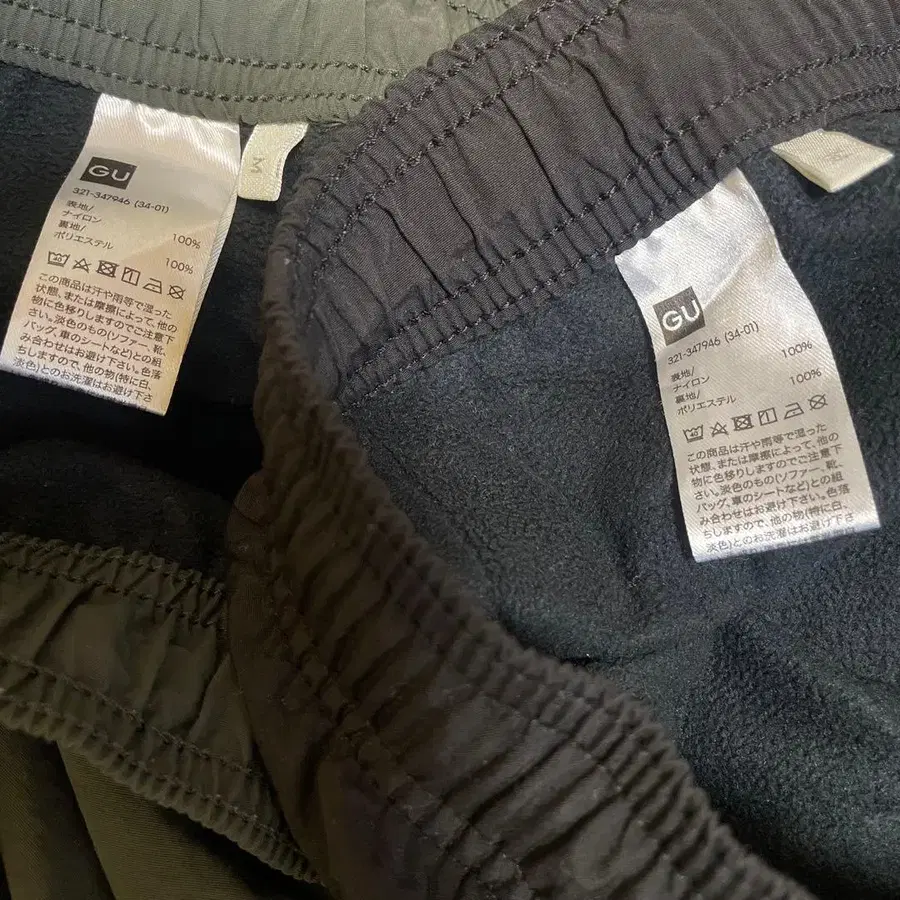 GU
321-347946 (34-01)
表地/
ナイロン 100%
裏地/
ポリエステル 100%
40
この商品は汗や雨等で湿った
状態、または摩擦によって、他の
物に色移りしますのでご注意下
さい。淡色のもの(ソファー、靴、
バッグ、車のシートなど)との組
み合わせはお避け下さい。色落
ちしますので、他の物(特に白、
淡色)とのお洗濯はお避け下さ
M
GU
321-347946 (34-01)
表地/
ナイロン 100%
裏地/
ポリエステル 100%
40
この商品は汗や雨等で湿った
状態、または摩擦によって、他の
物に色移りしますのでご注意下
さい。淡色のもの(ソファー、靴、
バッグ、車のシートなど)との組
み合わせはお避け下さい。色落
ちしますので、他の物(特に白、
淡色)とのお洗濯はお避け下さ